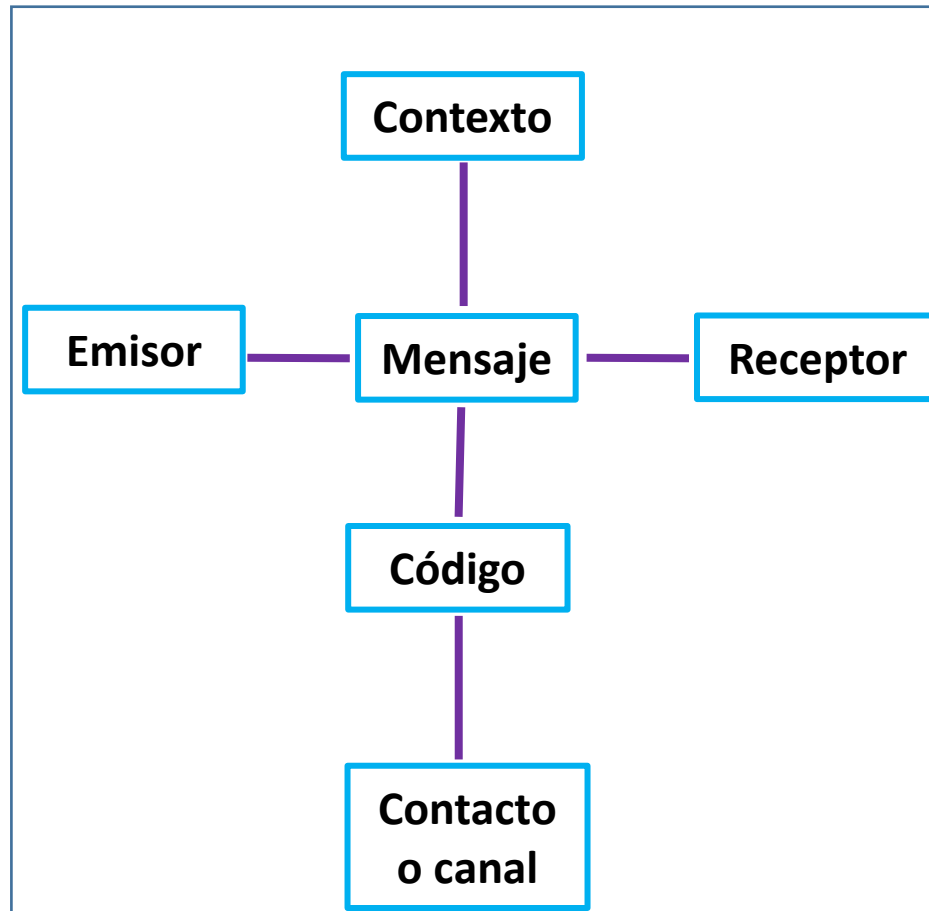 Contexto
Emisor
Mensaje
Receptor
Código
Contacto
o canal